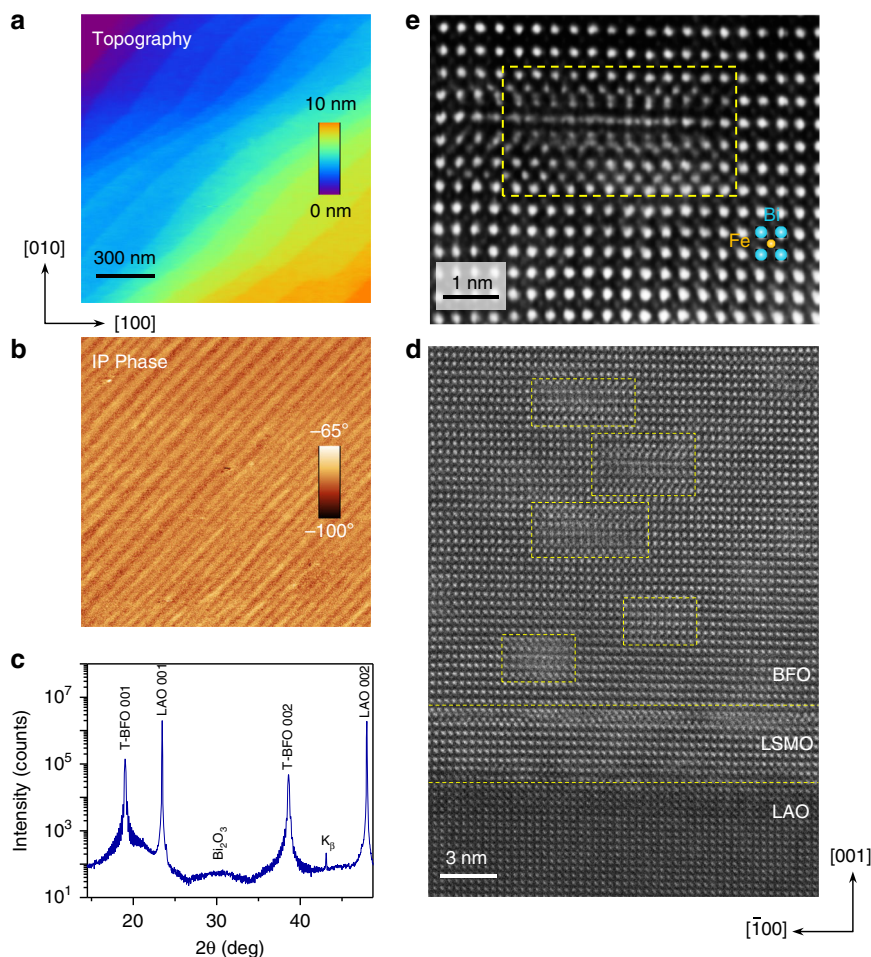 a
Topography
10 nm
0 nm
300 nm
[010]
[100]
b
IP Phase
–65°
–100°
c
Intensity (counts)
10⁷
10⁵
10³
10¹
T-BFO 001
LAO 001
Bi₂O₃
T-BFO 002
K_β
LAO 002
20
30
40
2θ (deg)
e
Bi
Fe
1 nm
d
BFO
LSMO
LAO
3 nm
[001]
[1̄00]